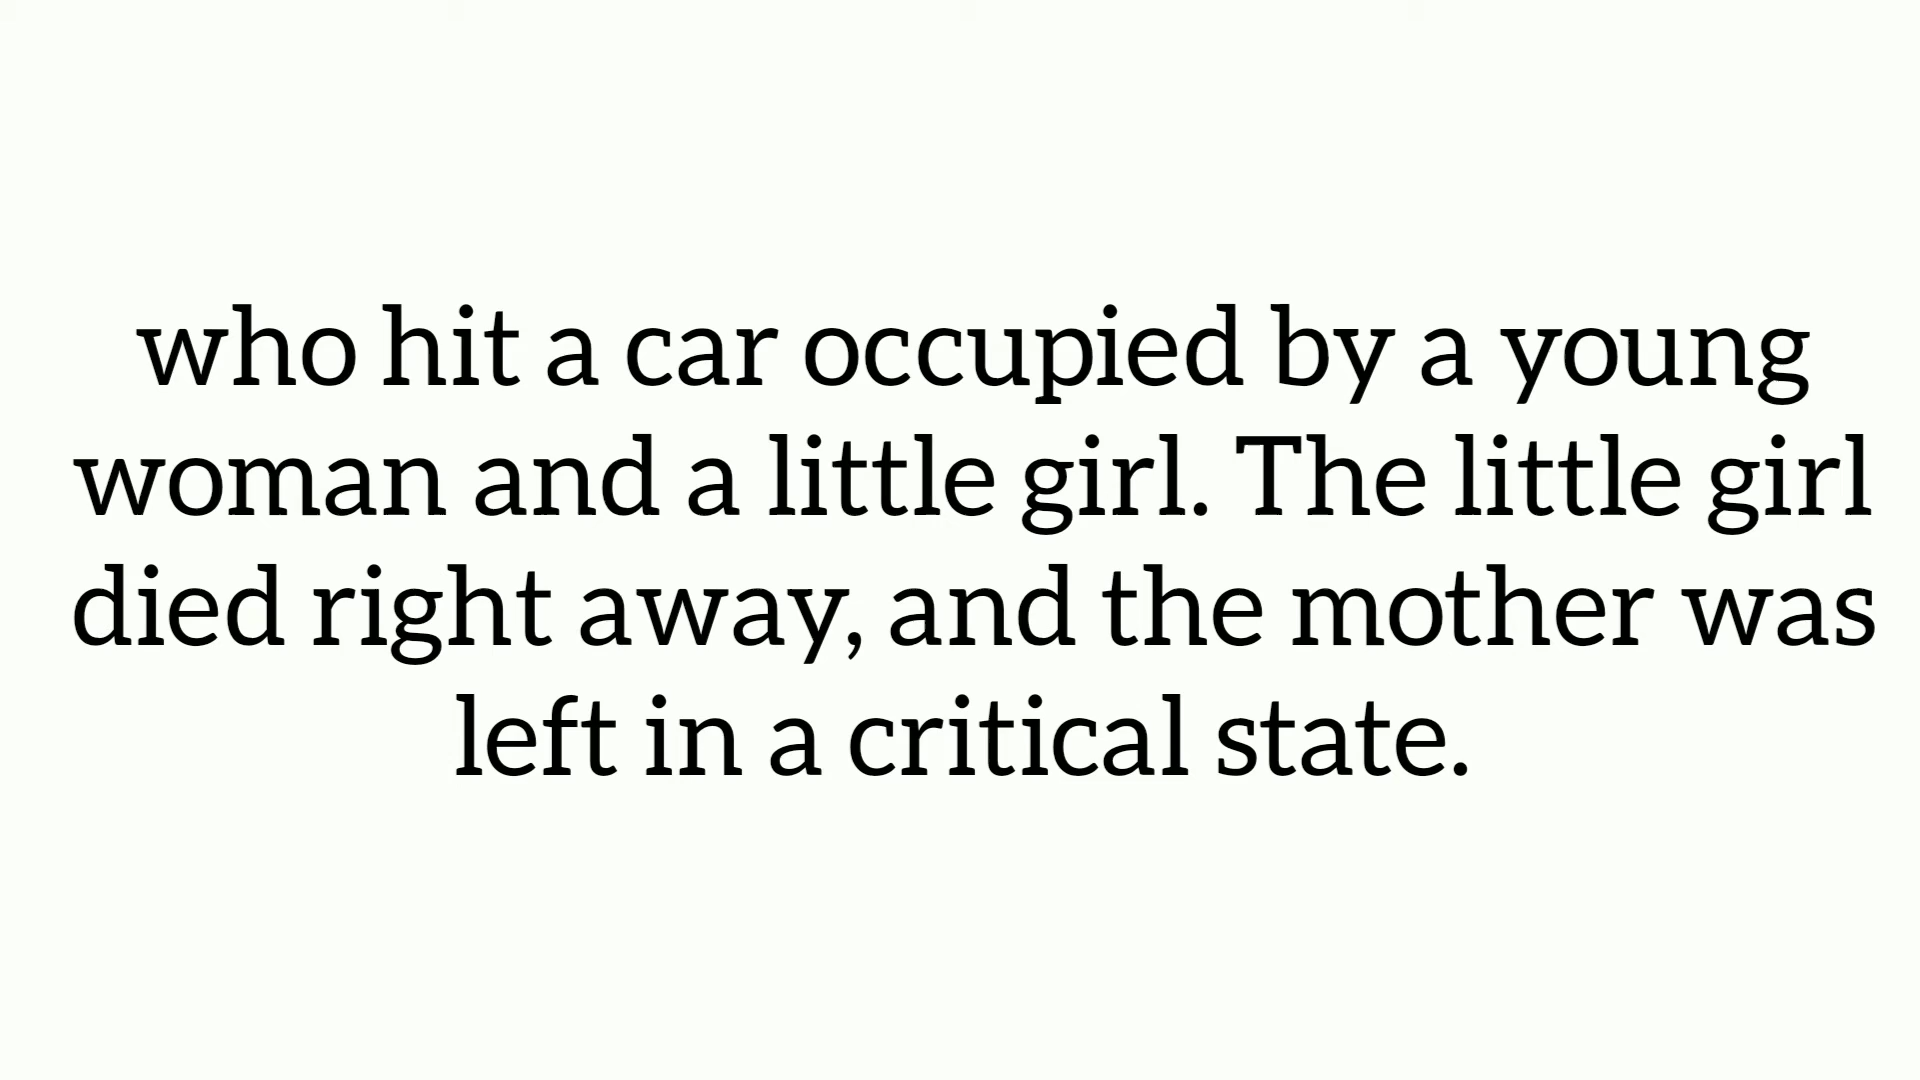 who hit a car occupied by a young
woman and a little girl. The little girl
died right away, and the mother was
left in a critical state.